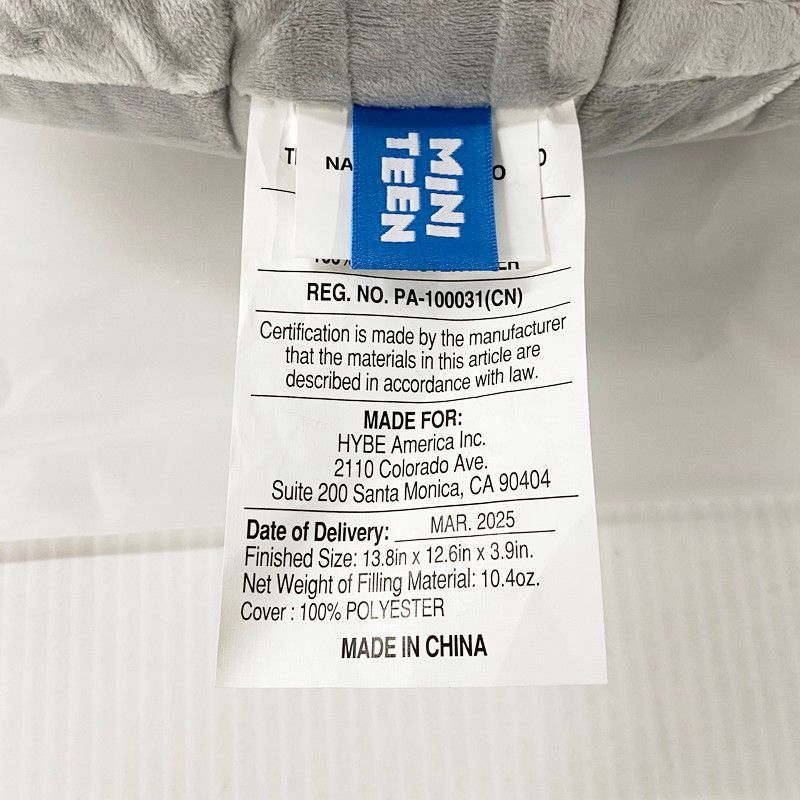 MINI
TEEN
NA
O
REG. NO. PA-100031(CN)
Certification is made by the manufacturer
that the materials in this article are
described in accordance with law.
MADE FOR:
HYBE America Inc.
2110 Colorado Ave.
Suite 200 Santa Monica, CA 90404
Date of Delivery: MAR. 2025
Finished Size: 13.8in x 12.6in x 3.9in.
Net Weight of Filling Material: 10.4oz.
Cover : 100% POLYESTER
MADE IN CHINA